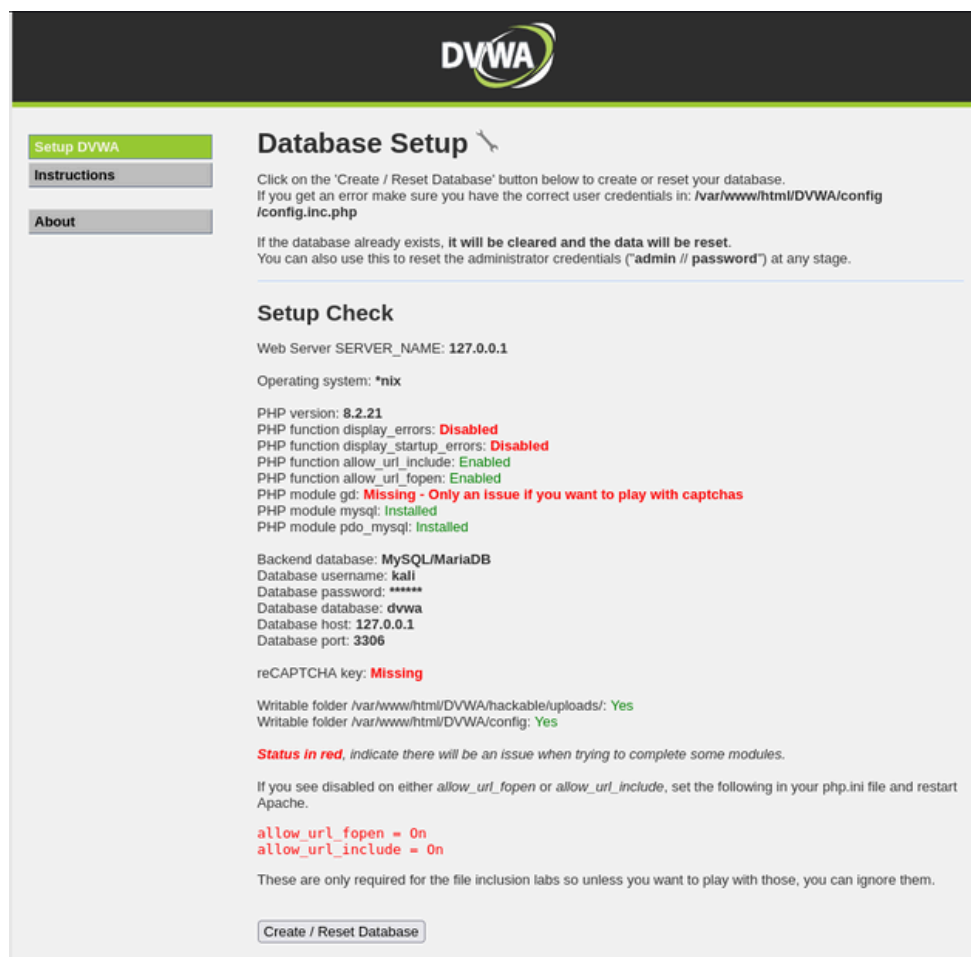 DVWA
Setup DVWA
Instructions
About
Database Setup
Click on the 'Create / Reset Database' button below to create or reset your database.
If you get an error make sure you have the correct user credentials in: /var/www/html/DVWA/config
/config.inc.php
If the database already exists, it will be cleared and the data will be reset.
You can also use this to reset the administrator credentials ("admin // password") at any stage.
Setup Check
Web Server SERVER_NAME: 127.0.0.1
Operating system: *nix
PHP version: 8.2.21
PHP function display_errors: Disabled
PHP function display_startup_errors: Disabled
PHP function allow_url_include: Enabled
PHP function allow_url_fopen: Enabled
PHP module gd: Missing - Only an issue if you want to play with captchas
PHP module mysql: Installed
PHP module pdo_mysql: Installed
Backend database: MySQL/MariaDB
Database username: kali
Database password: ******
Database database: dvwa
Database host: 127.0.0.1
Database port: 3306
reCAPTCHA key: Missing
Writable folder /var/www/html/DVWA/hackable/uploads/: Yes
Writable folder /var/www/html/DVWA/config: Yes
Status in red, indicate there will be an issue when trying to complete some modules.
If you see disabled on either allow_url_fopen or allow_url_include, set the following in your php.ini file and restart
Apache.
allow_url_fopen = On
allow_url_include = On
These are only required for the file inclusion labs so unless you want to play with those, you can ignore them.
Create / Reset Database